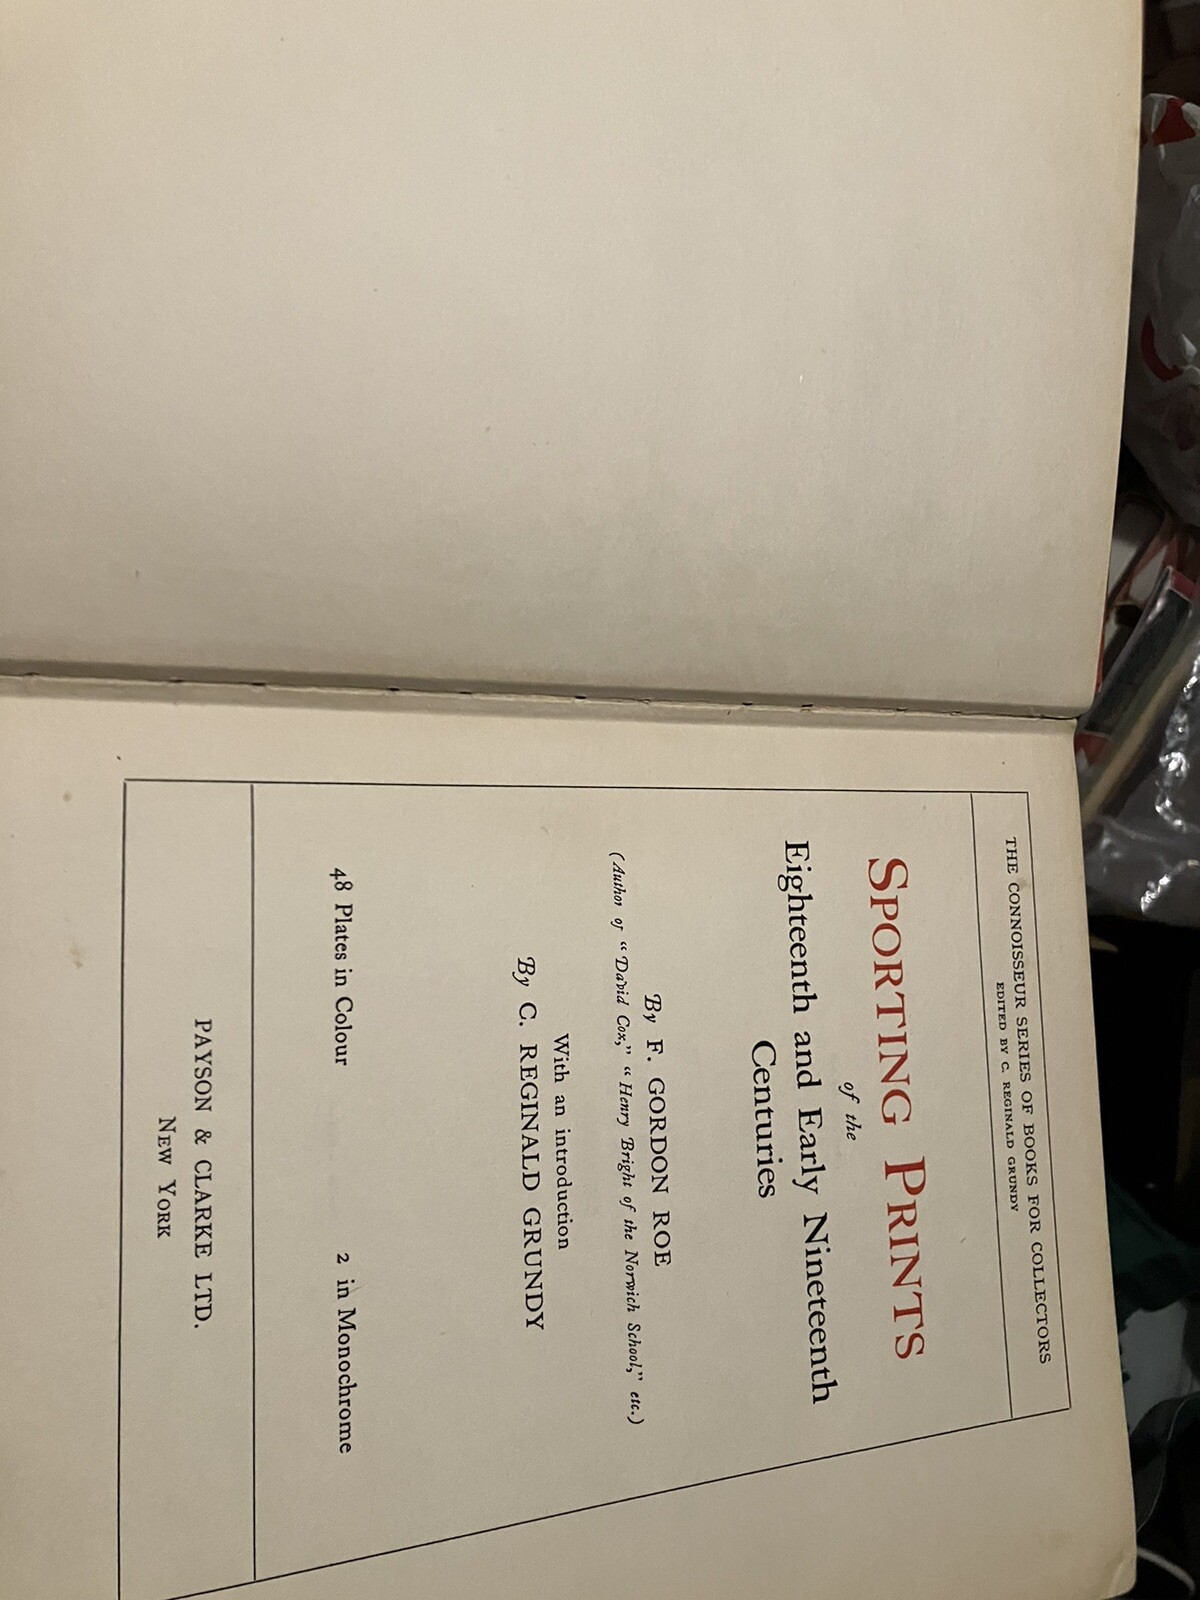 THE CONNOISSEUR SERIES OF BOOKS FOR COLLECTORS
EDITED BY C. REGINALD GRUNDY
SPORTING PRINTS
of the
Eighteenth and Early Nineteenth
Centuries
By F. GORDON ROE
(Author of "David Cox," "Henry Bright of the Norwich School," etc.)
With an introduction
By C. REGINALD GRUNDY
48 Plates in Colour 2 in Monochrome
PAYSON & CLARKE LTD.
NEW YORK